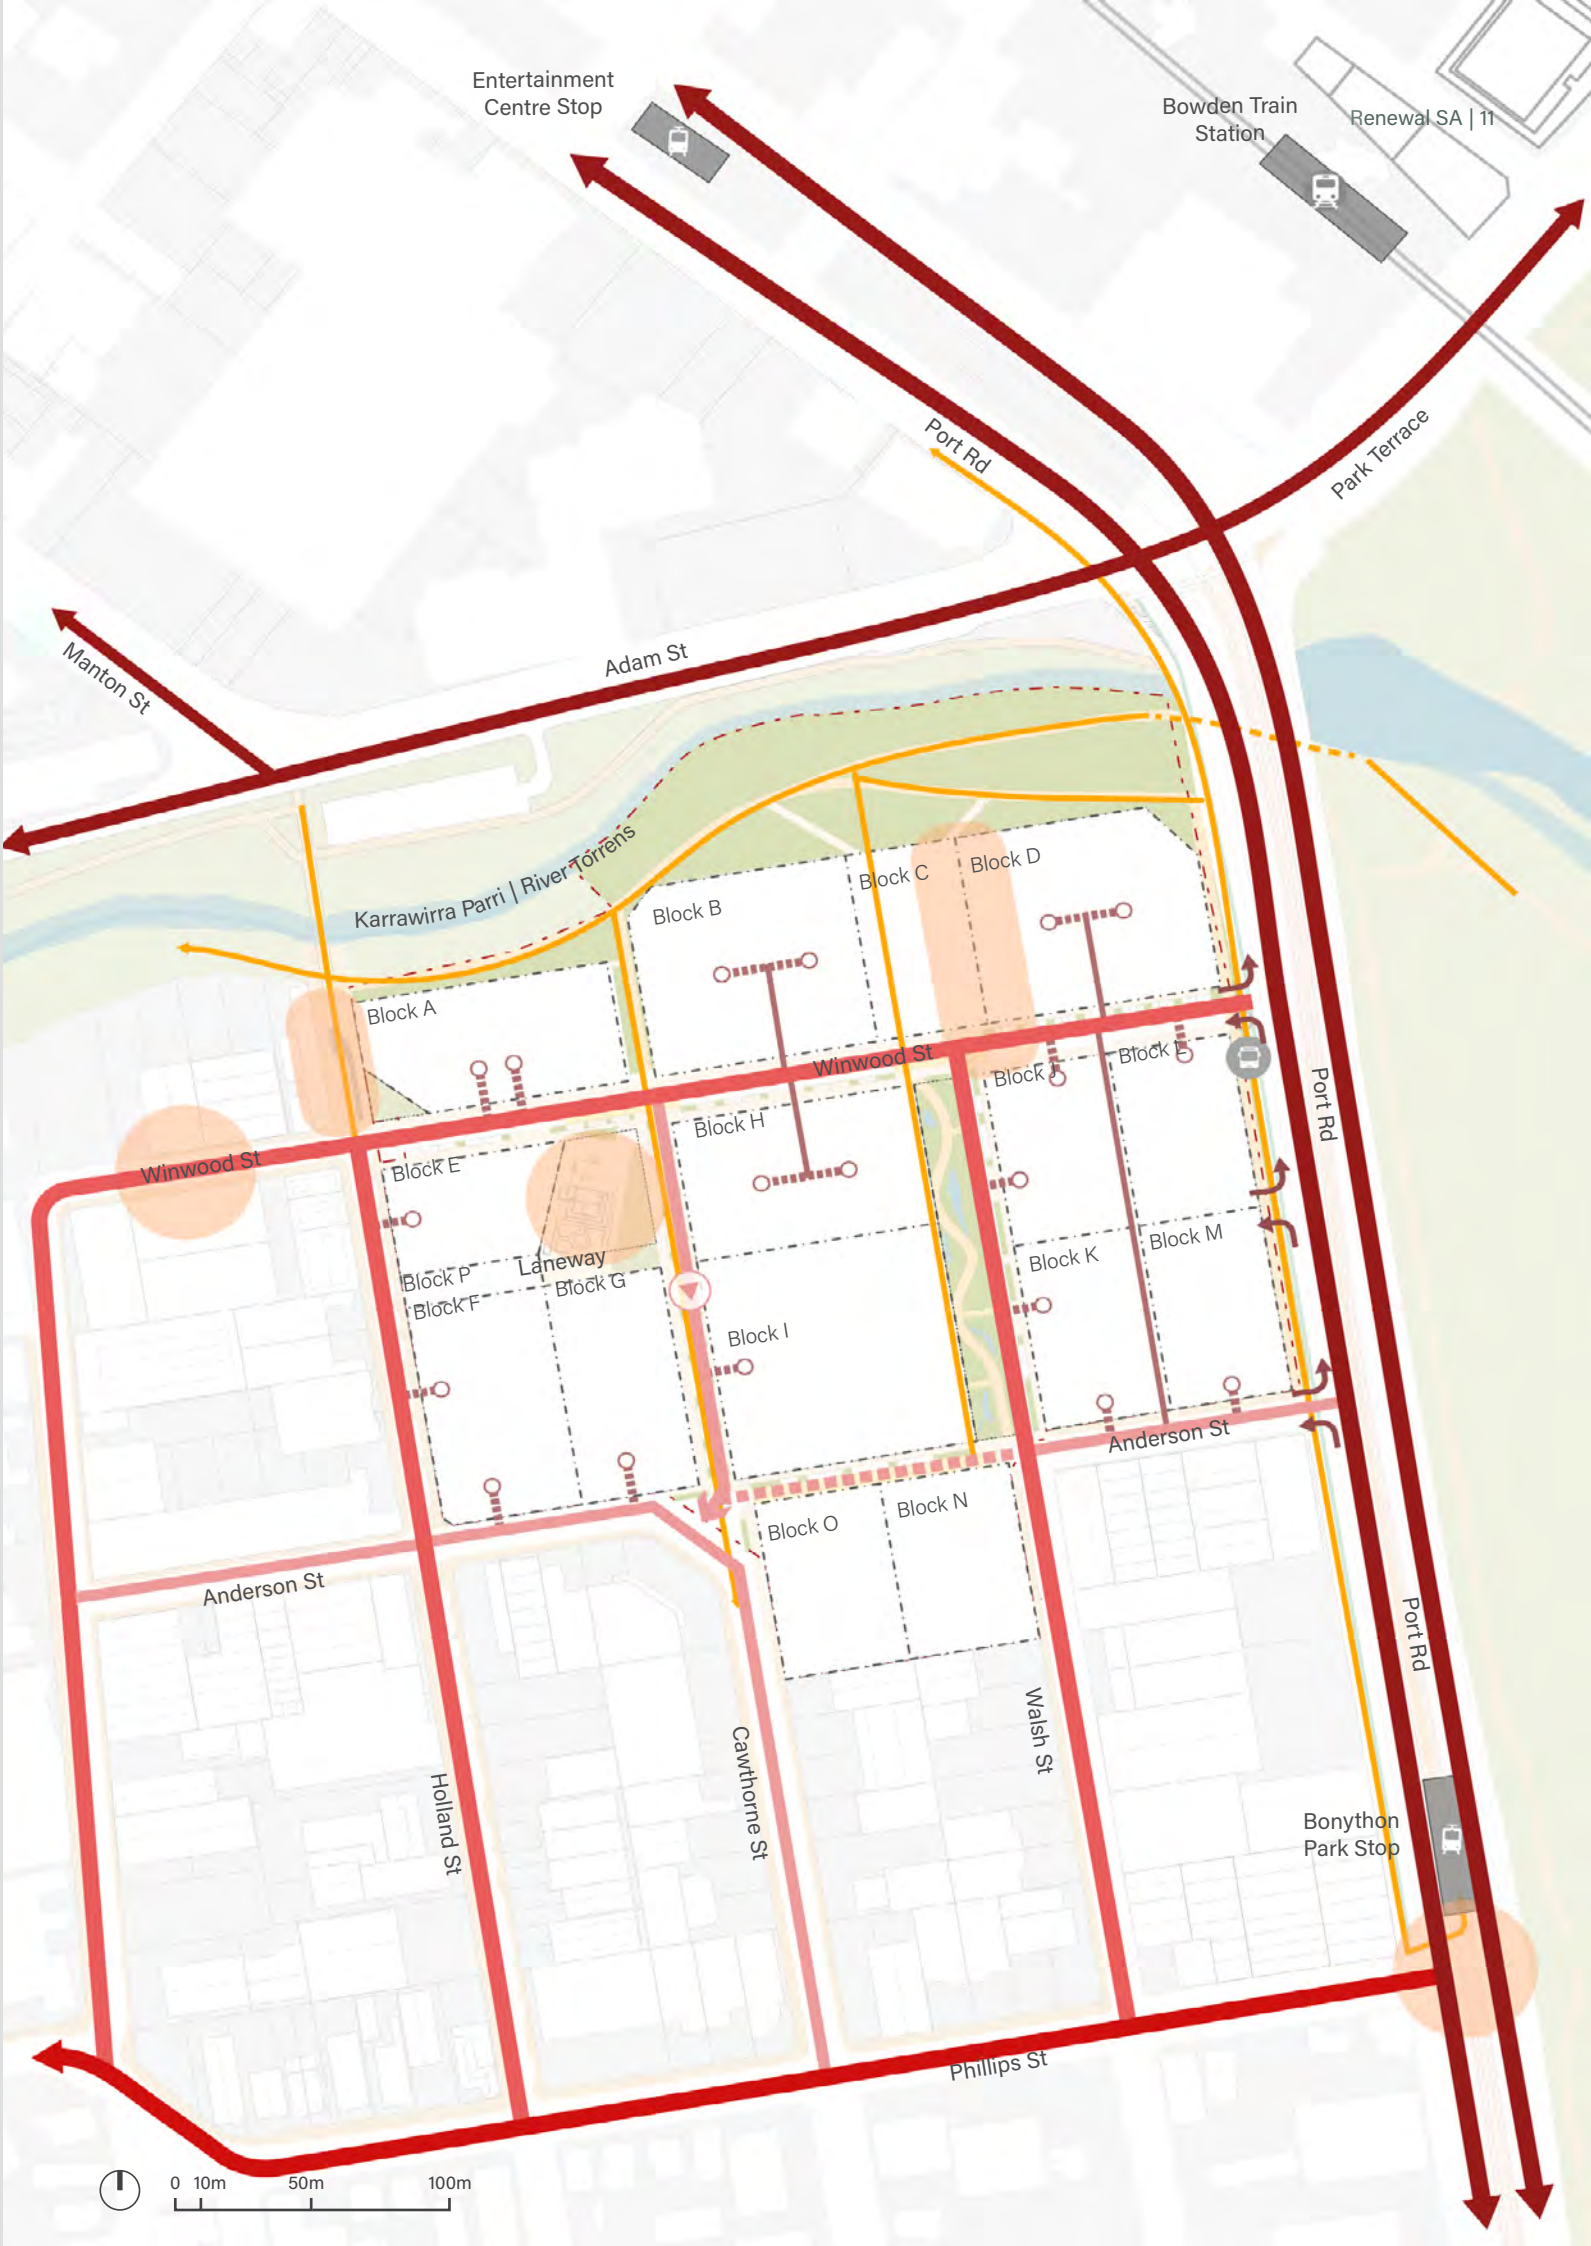 Entertainment
Centre Stop
Bowden Train
Station
Renewal SA | 11
Port Rd
Park Terrace
Manton St
Adam St
Karrawirra Parri | River Torrens
Block A
Block B
Block C
Block D
Winwood St
Block E
Block H
Block J
Block L
Port Rd
Winwood St
Block P
Laneway
Block F
Block G
Block I
Block K
Block M
Anderson St
Block O
Block N
Anderson St
Port Rd
Holland St
Cawthorne St
Walsh St
Bonython
Park Stop
Phillips St
0 10m 50m 100m